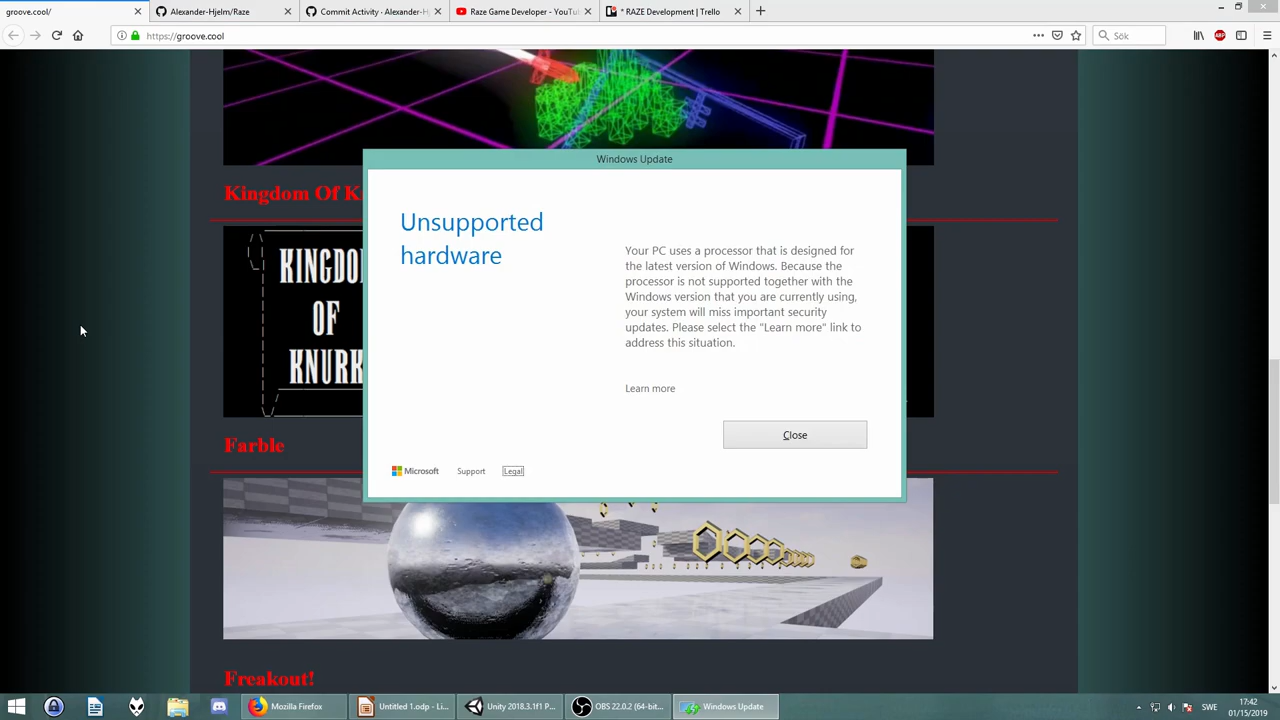 groove.cool/
Alexander-Hjelm/Raze
Commit Activity · Alexander-H
Raze Game Developer - YouTu
* RAZE Development | Trello
https://groove.cool
Sök
ABP
Windows Update
Kingdom Of K
Unsupported
hardware
Your PC uses a processor that is designed for
the latest version of Windows. Because the
processor is not supported together with the
Windows version that you are currently using,
your system will miss important security
updates. Please select the "Learn more" link to
address this situation.
Learn more
Close
Microsoft
Support
Legal
KINGDO
OF
KNURK
Farble
Freakout!
Mozilla Firefox
Untitled 1.odp - Li...
Unity 2018.3.1f1 P...
OBS 22.0.2 (64-bit...
Windows Update
SWE
17:42
01/15/2019